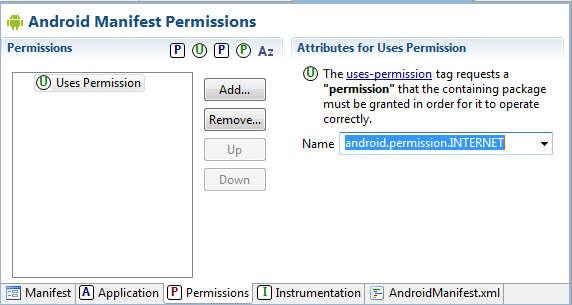 Android Manifest Permissions
Permissions
P U P P Az
Uses Permission
Add...
Remove...
Up
Down
Attributes for Uses Permission
U The uses-permission tag requests a
"permission" that the containing package
must be granted in order for it to operate
correctly.
Name android.permission.INTERNET
Manifest A Application P Permissions I Instrumentation AndroidManifest.xml